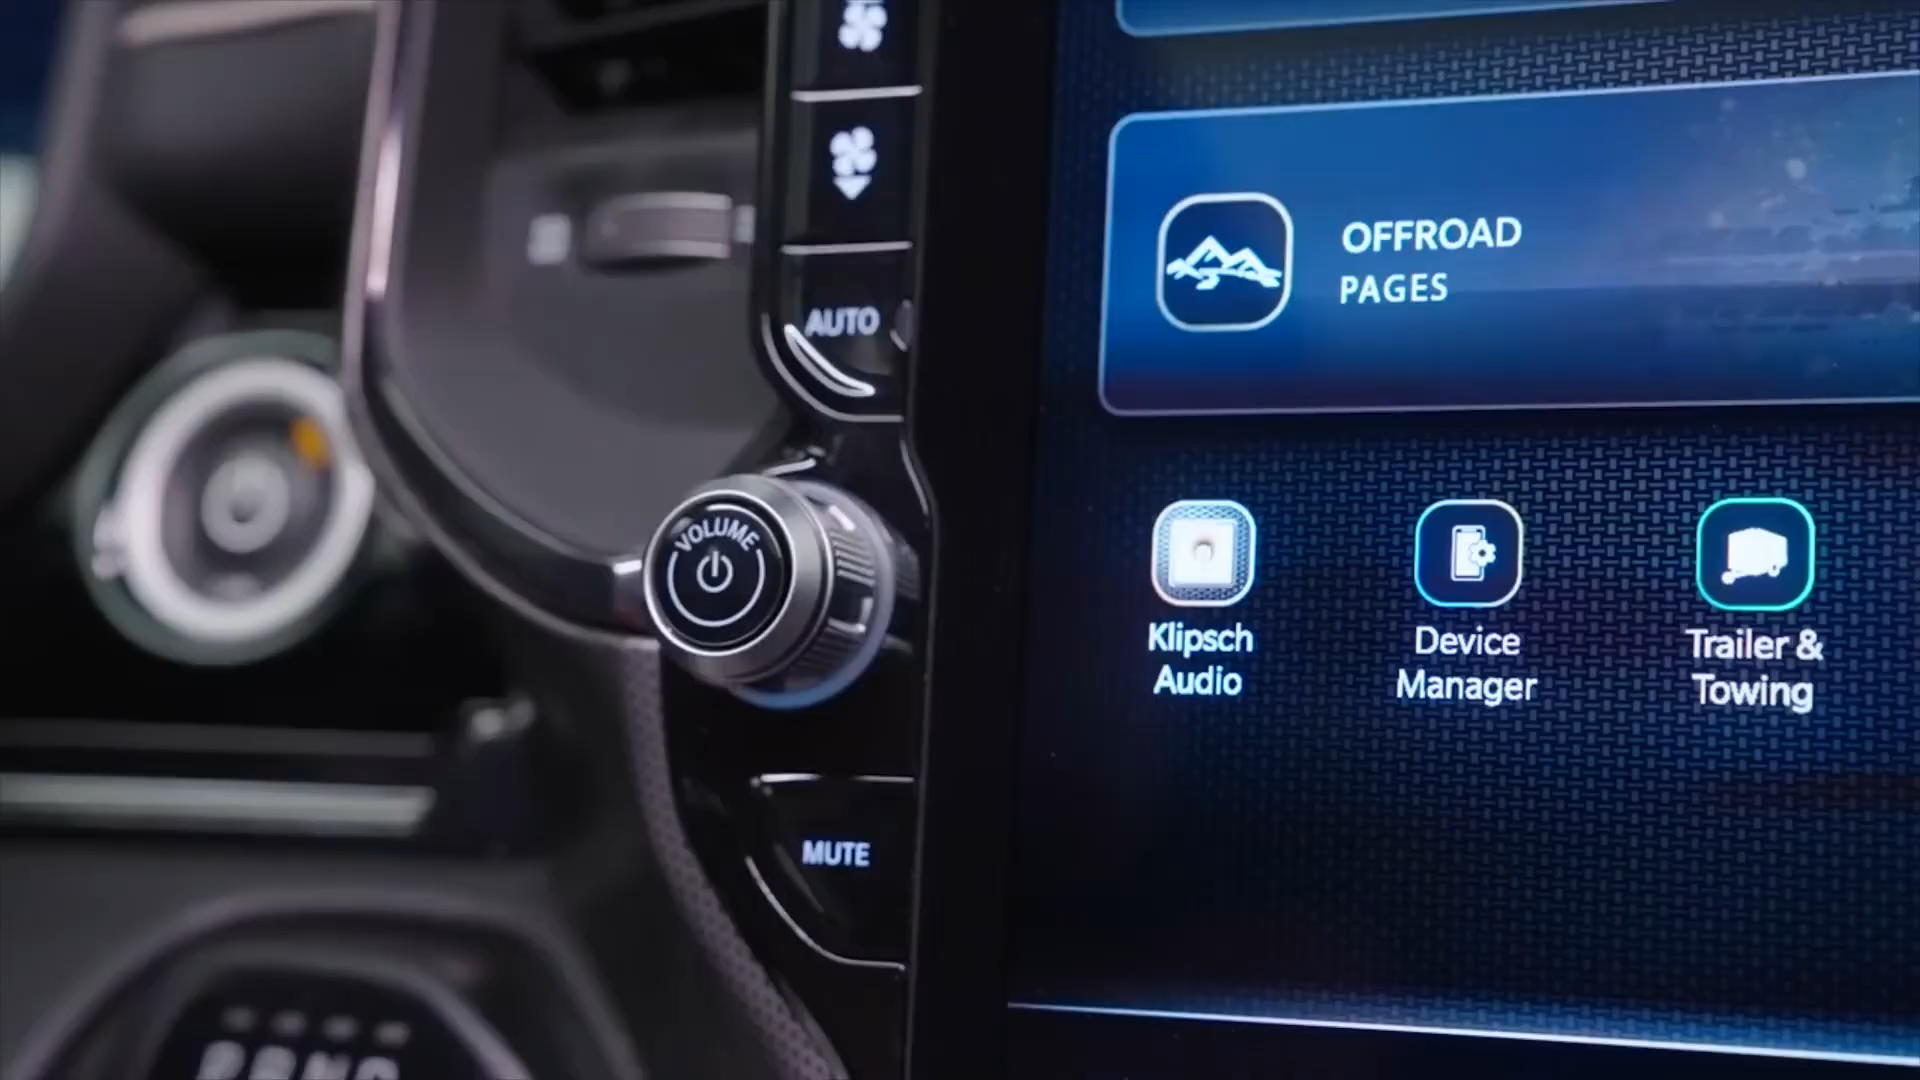 AUTO
VOLUME
MUTE
OFFROAD
PAGES
Klipsch
Audio
Device
Manager
Trailer &
Towing